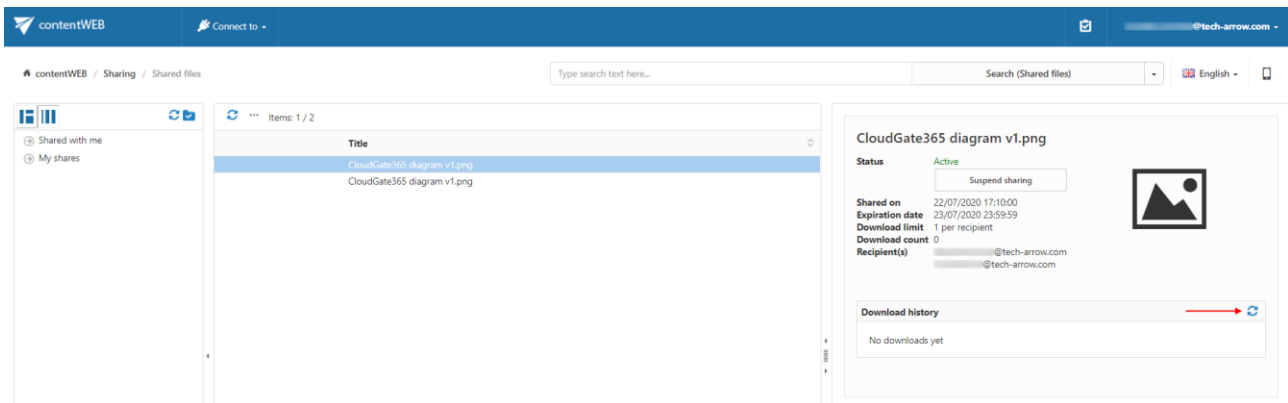 contentWEB
Connect to
@tech-arrow.com
contentWEB / Sharing / Shared files
Type search text here...
Search (Shared files)
English
Shared with me
My shares
Items: 1 / 2
Title
CloudGate365 diagram v1.png
CloudGate365 diagram v1.png
CloudGate365 diagram v1.png
Status Active
Suspend sharing
Shared on 22/07/2020 17:10:00
Expiration date 23/07/2020 23:59:59
Download limit 1 per recipient
Download count 0
Recipient(s) @tech-arrow.com
@tech-arrow.com
Download history
No downloads yet